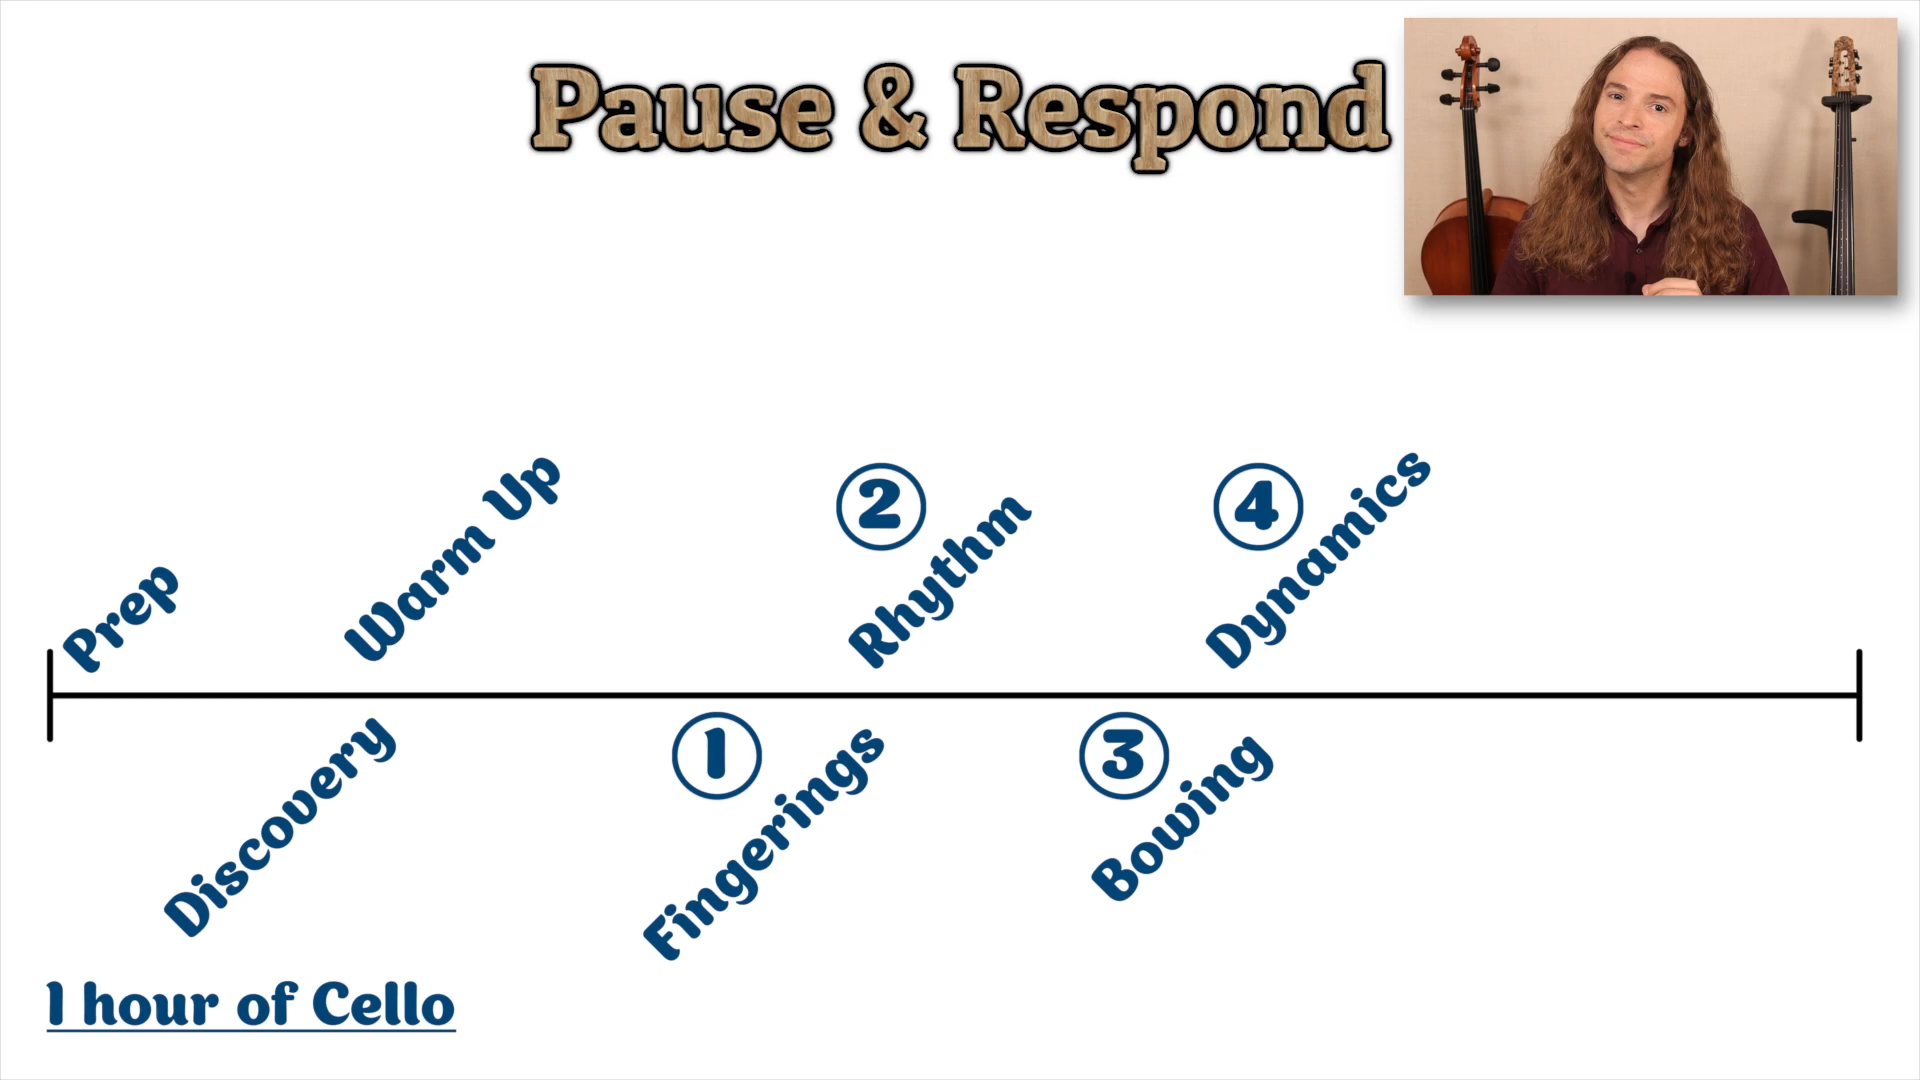 Pause & Respond
Prep
Discovery
Warm Up
1
Fingerings
2
Rhythm
3
Bowing
4
Dynamics
1 hour of Cello